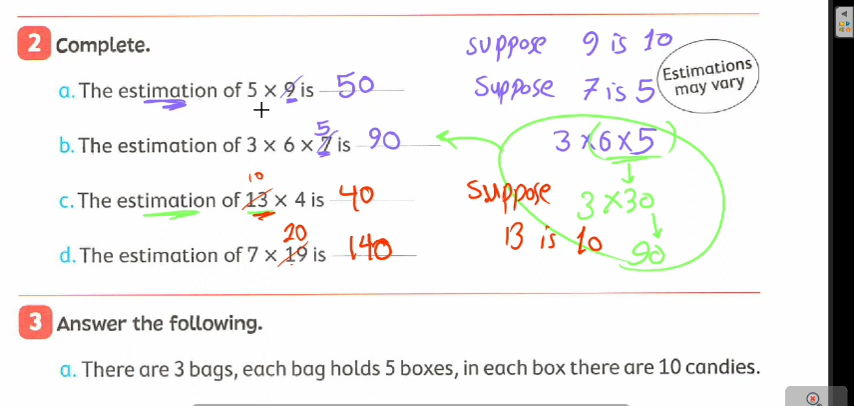 2 Complete.
suppose 9 is 10
a. The estimation of 5 × 9 is 50
Suppose 7 is 5
Estimations
may vary
5
b. The estimation of 3 × 6 × 7 is 90
3 × (6 × 5)
10
c. The estimation of 13 × 4 is 40
suppose
3 × 30
20
13 is 10
d. The estimation of 7 × 19 is 140
90
3 Answer the following.
a. There are 3 bags, each bag holds 5 boxes, in each box there are 10 candies.